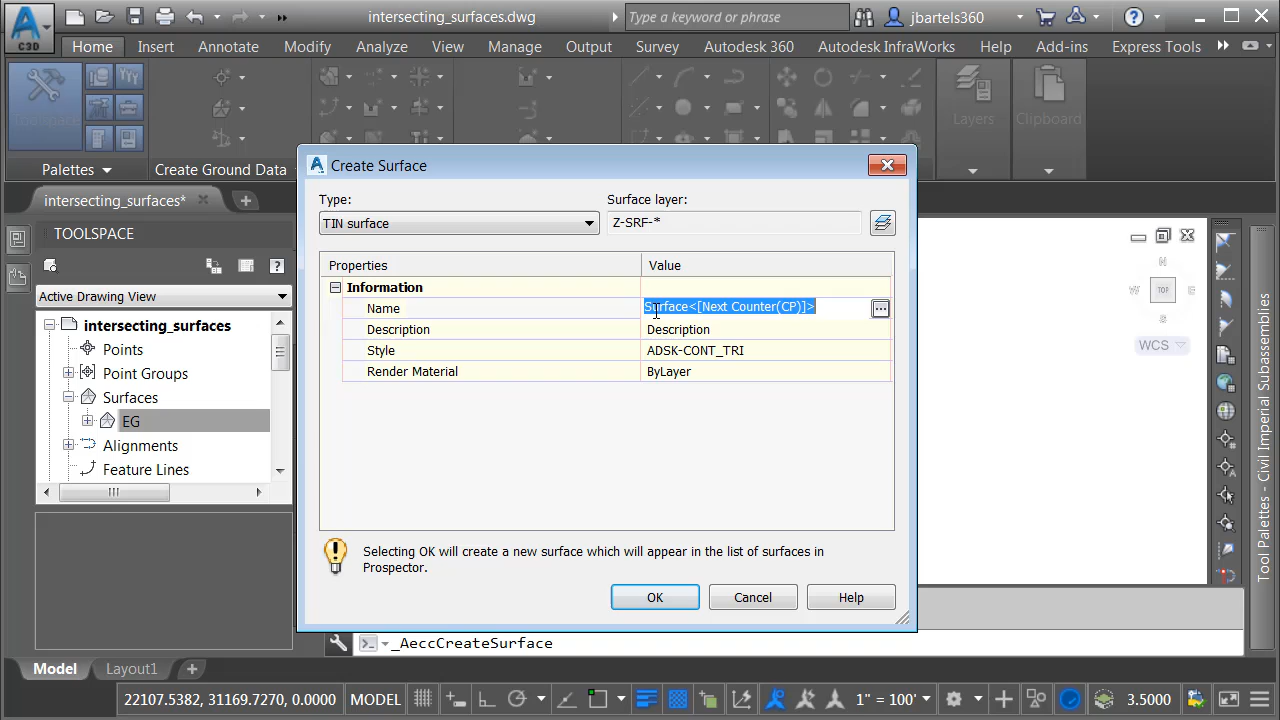 C3D
intersecting_surfaces.dwg
Type a keyword or phrase
jbartels360
Home Insert Annotate Modify Analyze View Manage Output Survey Autodesk 360 Autodesk InfraWorks Help Add-ins Express Tools
Toolspace
Layers
Clipboard
Palettes
Create Ground Data
intersecting_surfaces*
TOOLSPACE
Active Drawing View
intersecting_surfaces
Points
Point Groups
Surfaces
EG
Alignments
Feature Lines
Create Surface
Type:
Surface layer:
TIN surface
Z-SRF-*
Properties
Value
Information
Name
Surface<[Next Counter(CP)]>
Description
Description
Style
ADSK-CONT_TRI
Render Material
ByLayer
Selecting OK will create a new surface which will appear in the list of surfaces in
Prospector.
OK
Cancel
Help
N
W
TOP
E
S
WCS
Tool Palettes - Civil Imperial Subassemblies
_AeccCreateSurface
Model
Layout1
22107.5382, 31169.7270, 0.0000
MODEL
1" = 100'
3.5000